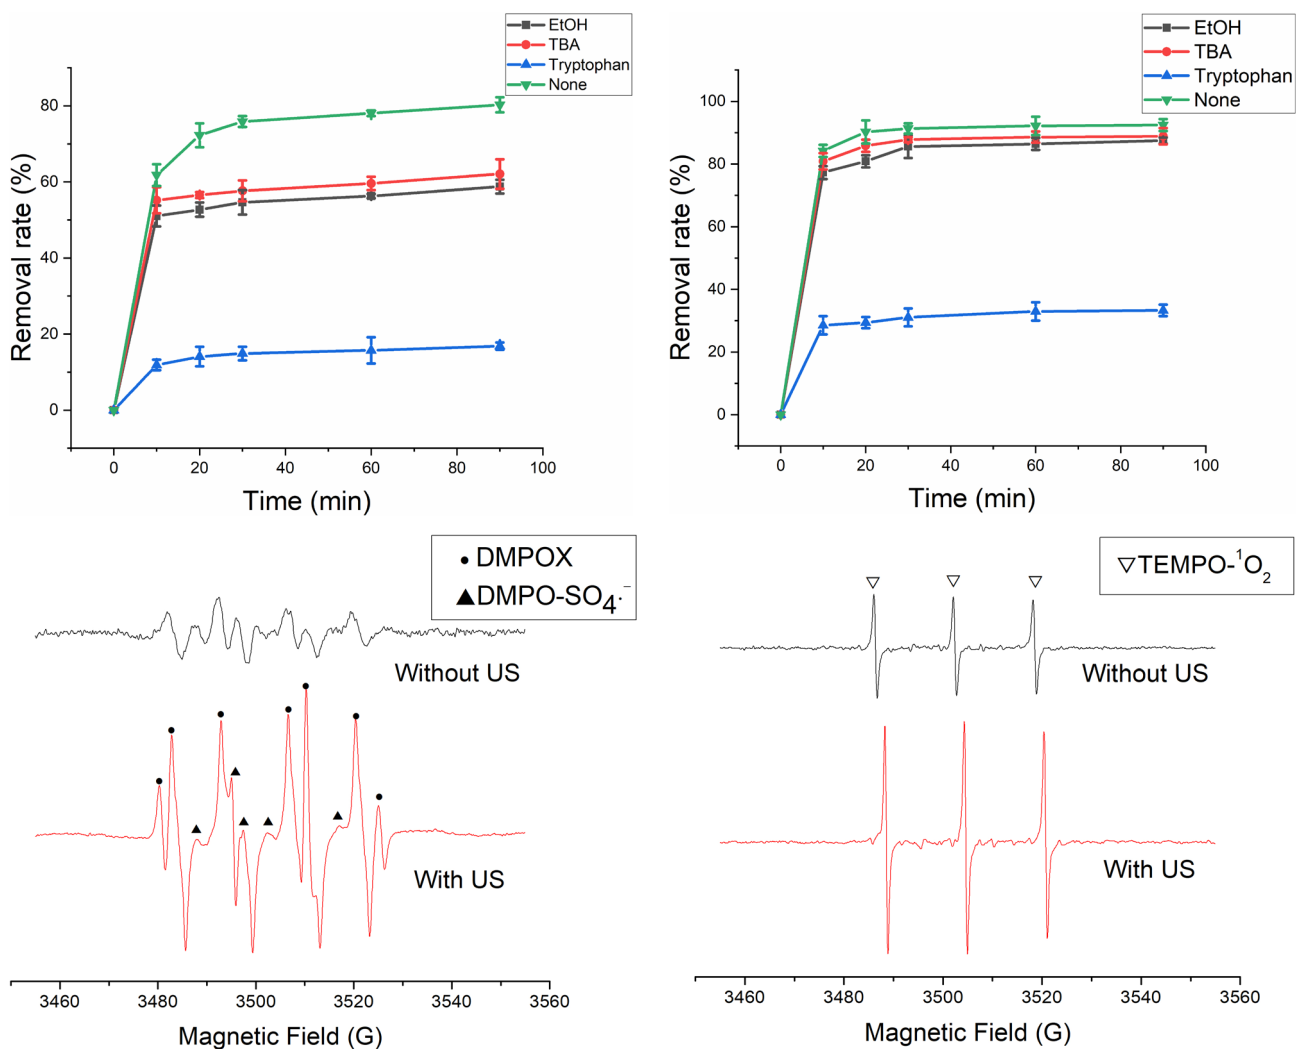 EtOH
TBA
Tryptophan
None
80
60
40
20
0
Removal rate (%)
0 20 40 60 80 100
Time (min)
EtOH
TBA
Tryptophan
None
100
80
60
40
20
0
Removal rate (%)
0 20 40 60 80 100
Time (min)
DMPOX
DMPO-SO₄·⁻
Without US
With US
3460 3480 3500 3520 3540 3560
Magnetic Field (G)
TEMPO-¹O₂
Without US
With US
3460 3480 3500 3520 3540 3560
Magnetic Field (G)